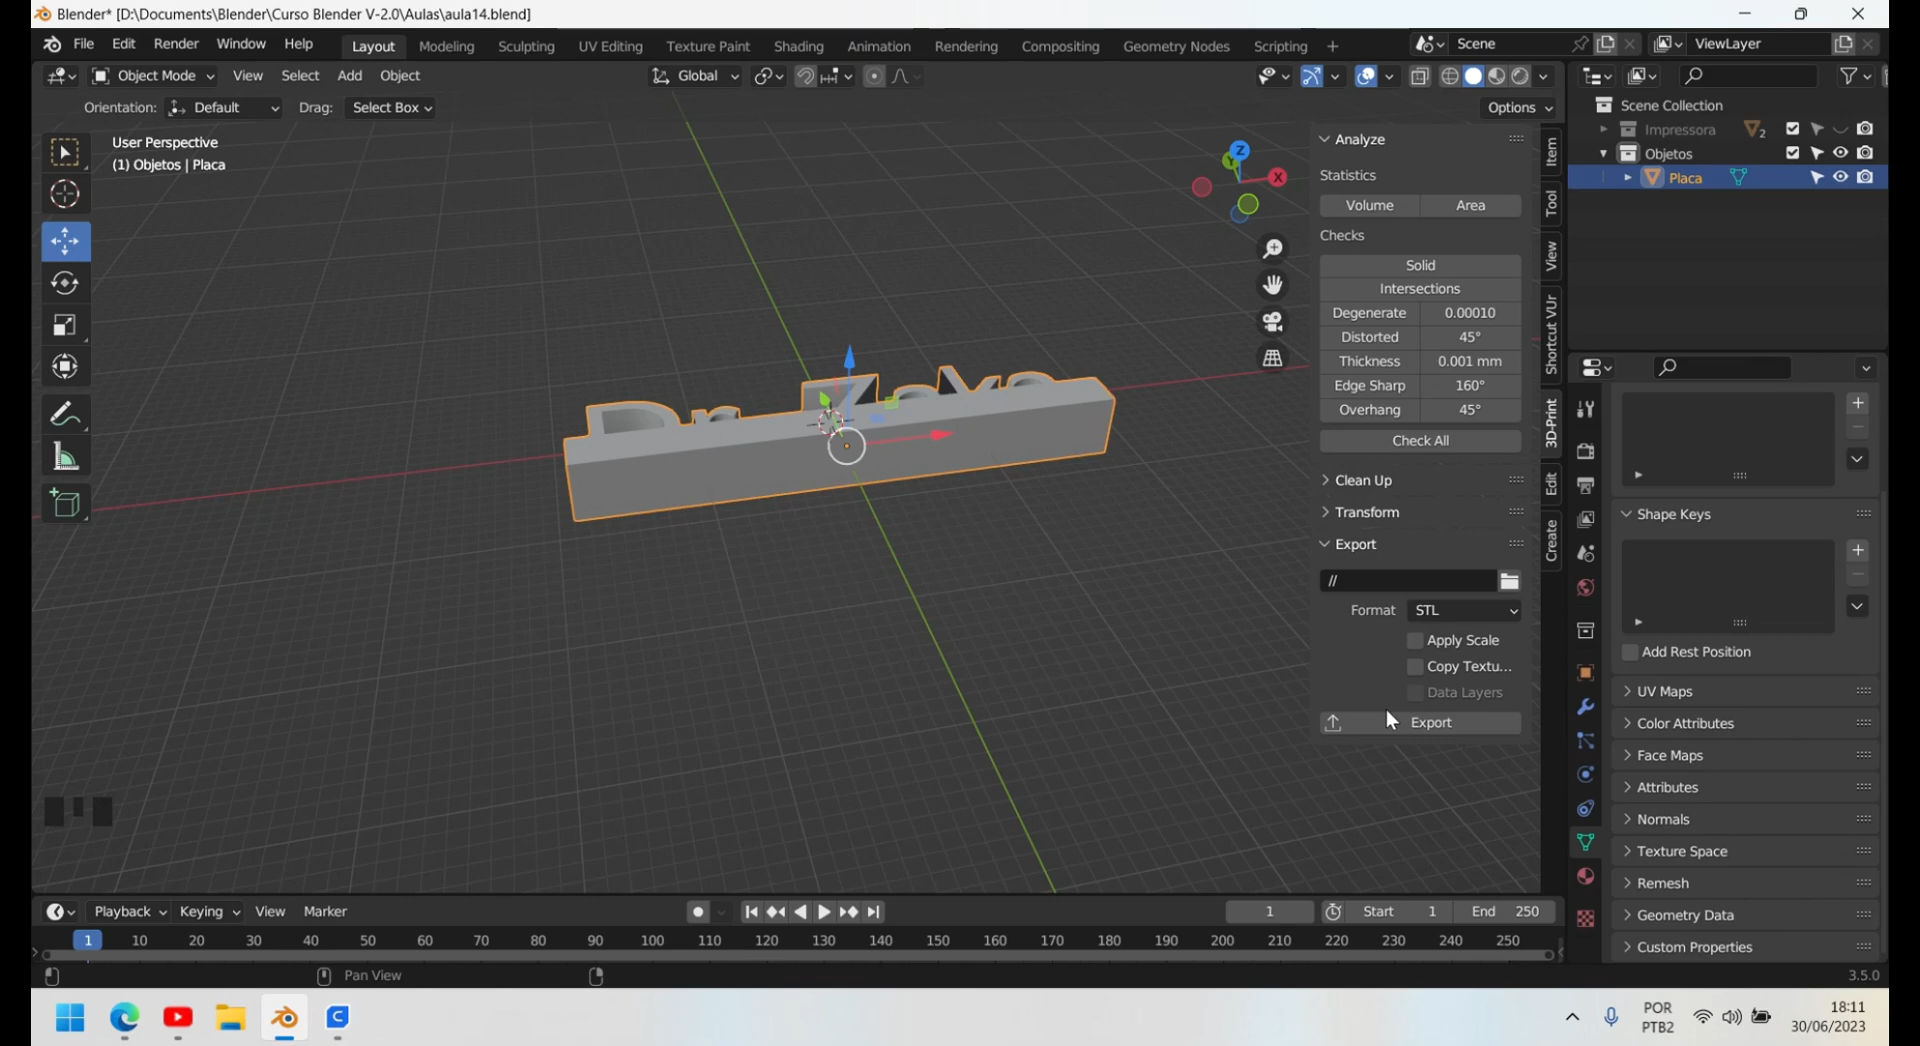 Blender* [D:\Documents\Blender\Curso Blender V-2.0\Aulas\aula14.blend]
File Edit Render Window Help Layout Modeling Sculpting UV Editing Texture Paint Shading Animation Rendering Compositing Geometry Nodes Scripting + Scene ViewLayer
Object Mode View Select Add Object Global
Orientation: Default Drag: Select Box Options
User Perspective
(1) Objetos | Placa
Z
Y
X
Analyze
Statistics
Volume Area
Checks
Solid
Intersections
Degenerate 0.00010
Distorted 45°
Thickness 0.001 mm
Edge Sharp 160°
Overhang 45°
Check All
Clean Up
Transform
Export
//
Format STL
Apply Scale
Copy Textu...
Data Layers
Export
Item
Tool
View
Shortcut VUr
3D-Print
Edit
Create
Scene Collection
Impressora 2
Objetos
Placa
Shape Keys
Add Rest Position
UV Maps
Color Attributes
Face Maps
Attributes
Normals
Texture Space
Remesh
Geometry Data
Custom Properties
Playback Keying View Marker 1 Start 1 End 250
1 10 20 30 40 50 60 70 80 90 100 110 120 130 140 150 160 170 180 190 200 210 220 230 240 250
Pan View 3.5.0
POR 18:11
PTB2 30/06/2023